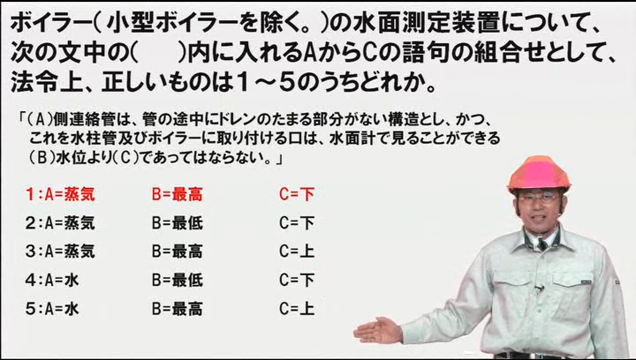 ボイラー(小型ボイラーを除く。)の水面測定装置について、
次の文中の(　　)内に入れるAからCの語句の組合せとして、
法令上、正しいものは1～5のうちどれか。
「(A)側連絡管は、管の途中にドレンのたまる部分がない構造とし、かつ、
これを水柱管及びボイラーに取り付ける口は、水面計で見ることができる
(B)水位より(C)であってはならない。」
1:A=蒸気　B=最高　C=下
2:A=蒸気　B=最低　C=下
3:A=蒸気　B=最高　C=上
4:A=水　B=最低　C=下
5:A=水　B=最高　C=上